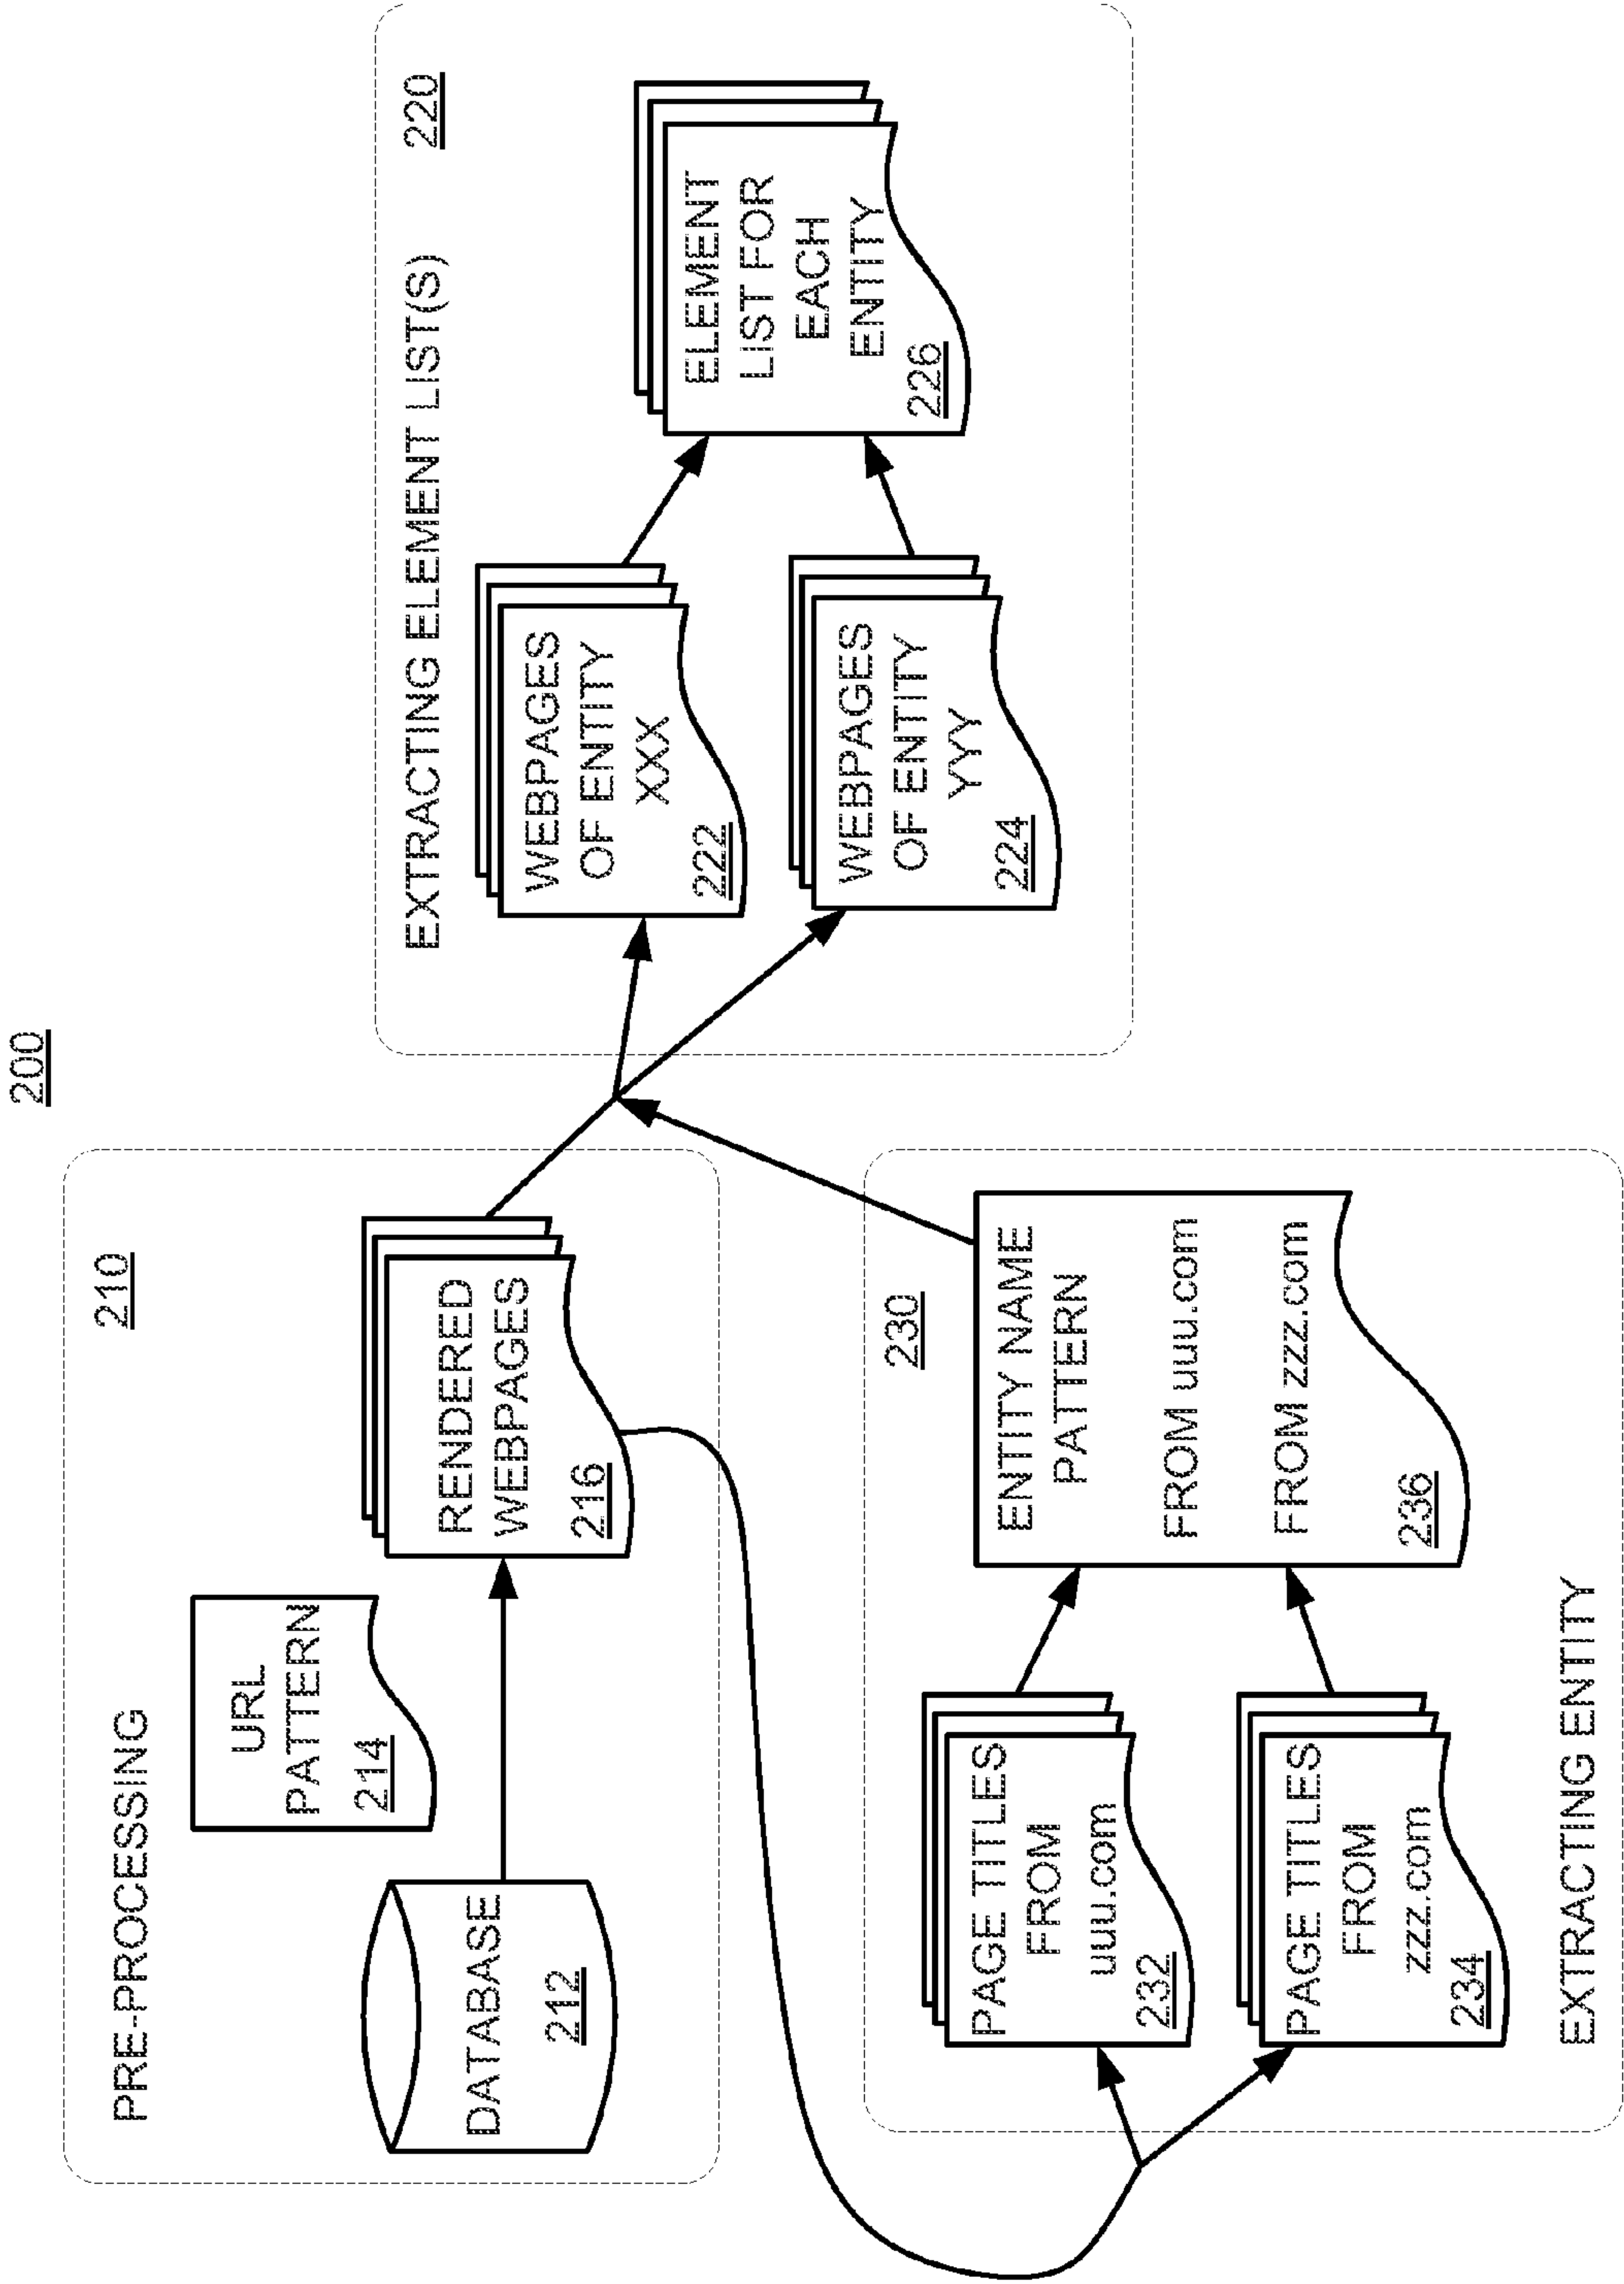 200
PRE-PROCESSING
210
URL
PATTERN
214
DATABASE
212
RENDERED
WEBPAGES
216
EXTRACTING ELEMENT LIST(S)
220
WEBPAGES
OF ENTITY
XXX
222
WEBPAGES
OF ENTITY
YYY
224
ELEMENT
LIST FOR
EACH
ENTITY
226
230
PAGE TITLES
FROM
uuu.com
232
PAGE TITLES
FROM
zzz.com
234
ENTITY NAME
PATTERN
FROM uuu.com
FROM zzz.com
236
EXTRACTING ENTITY